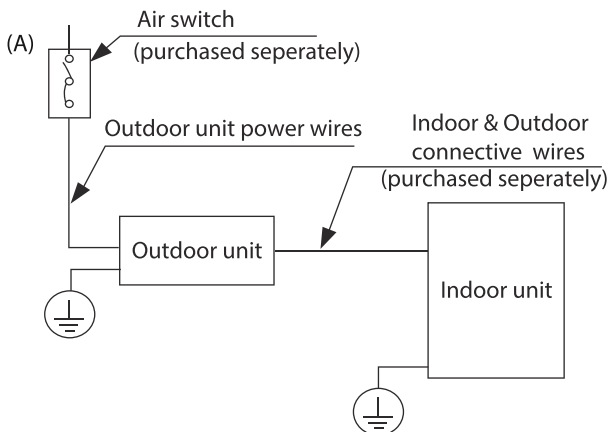 (A)
Air switch
(purchased seperately)
Outdoor unit power wires
Indoor & Outdoor
connective wires
(purchased seperately)
Outdoor unit
Indoor unit